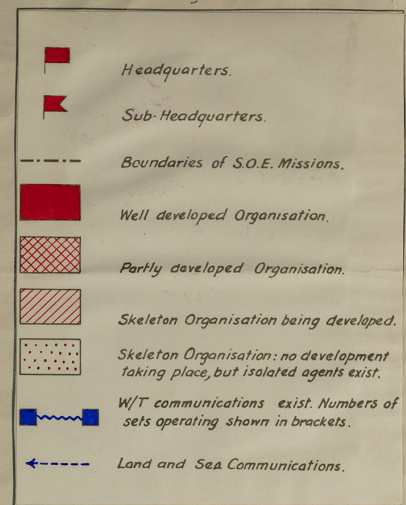 Headquarters.
Sub-Headquarters.
Boundaries of S.O.E. Missions.
Well developed Organisation.
Partly developed Organisation.
Skeleton Organisation being developed.
Skeleton Organisation: no development
taking place, but isolated agents exist.
W/T communications exist. Numbers of
sets operating shown in brackets.
Land and Sea Communications.